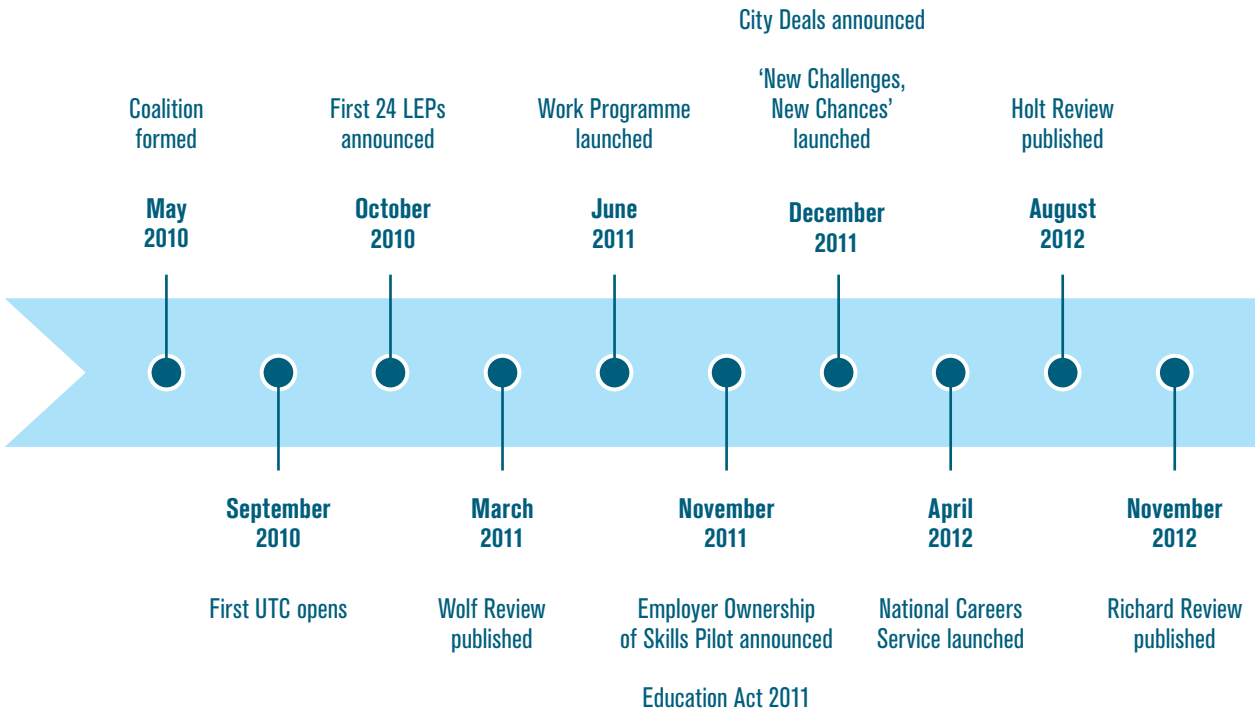 City Deals announced
Coalition
formed
First 24 LEPs
announced
Work Programme
launched
‘New Challenges,
New Chances’
launched
Holt Review
published
May
2010
October
2010
June
2011
December
2011
August
2012
September
2010
March
2011
November
2011
April
2012
November
2012
First UTC opens
Wolf Review
published
Employer Ownership
of Skills Pilot announced
National Careers
Service launched
Richard Review
published
Education Act 2011